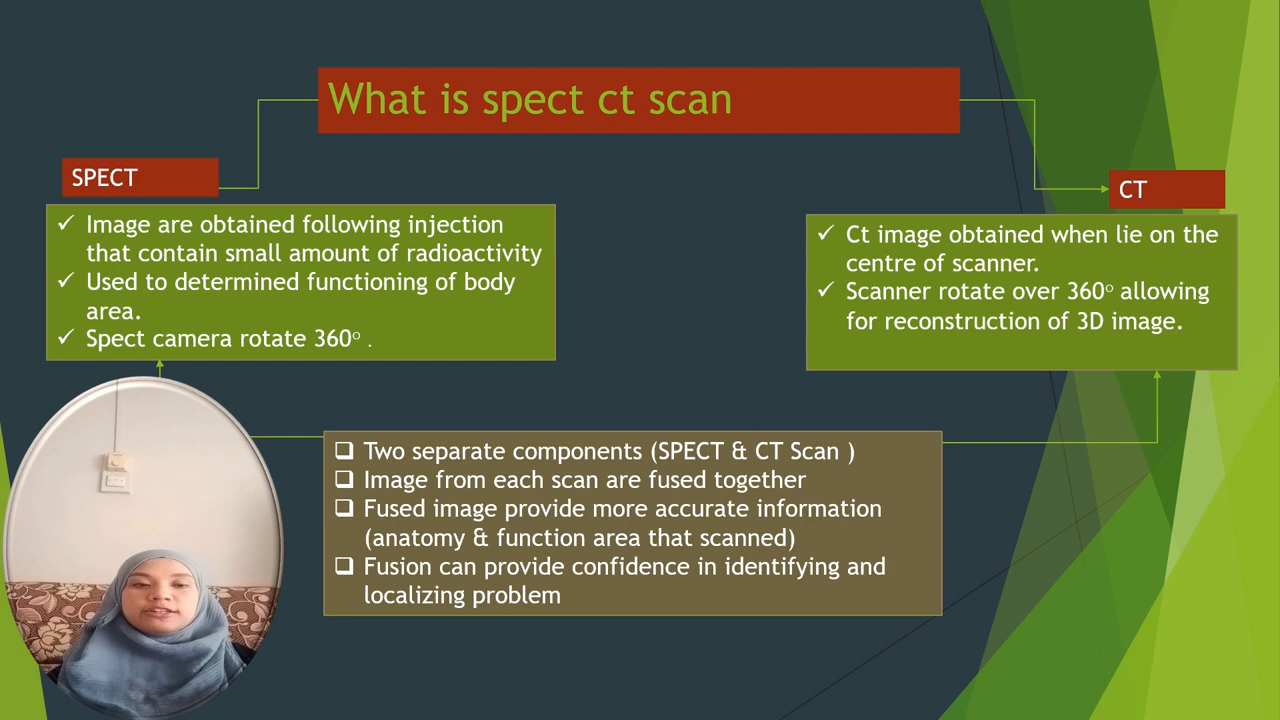 What is spect ct scan
SPECT
Image are obtained following injection
that contain small amount of radioactivity
Used to determined functioning of body
area.
Spect camera rotate 360° .
CT
Ct image obtained when lie on the
centre of scanner.
Scanner rotate over 360° allowing
for reconstruction of 3D image.
Two separate components (SPECT & CT Scan )
Image from each scan are fused together
Fused image provide more accurate information
(anatomy & function area that scanned)
Fusion can provide confidence in identifying and
localizing problem